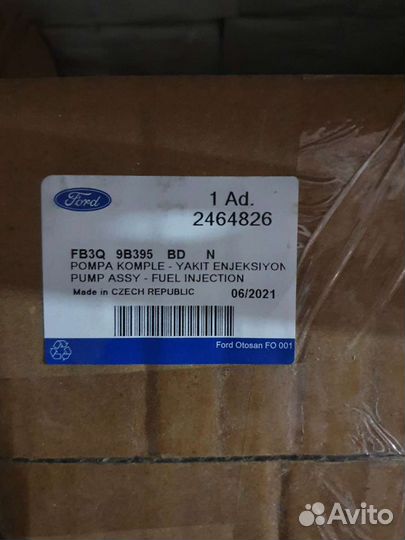 Ford
1 Ad.
2464826
FB3Q 9B395 BD N
POMPA KOMPLE - YAKIT ENJEKSIYON
PUMP ASSY - FUEL INJECTION
Made in CZECH REPUBLIC 06/2021
Ford Otosan FO 001
Avito